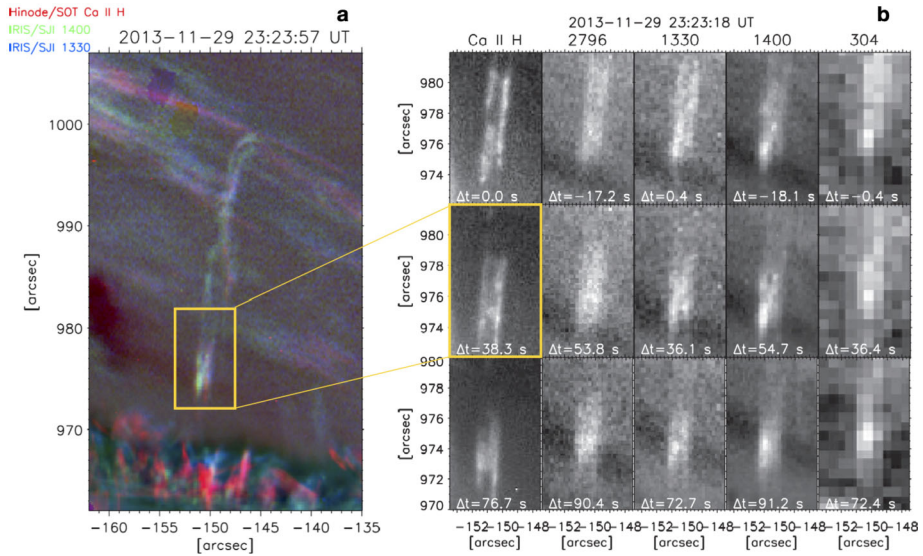 Hinode/SOT Ca II H
IRIS/SJI 1400
IRIS/SJI 1330
a
2013-11-29 23:23:57 UT
1000
990
980
970
[arcsec]
-160 -155 -150 -145 -140 -135
[arcsec]
b
2013-11-29 23:23:18 UT
Ca II H 2796 1330 1400 304
980
978
976
974
[arcsec]
Δt=0.0 s Δt=-17.2 s Δt=0.4 s Δt=-18.1 s Δt=-0.4 s
980
978
976
974
[arcsec]
Δt=38.3 s Δt=53.8 s Δt=36.1 s Δt=54.7 s Δt=36.4 s
980
978
976
974
972
970
[arcsec]
Δt=76.7 s Δt=90.4 s Δt=72.7 s Δt=91.2 s Δt=72.4 s
-152-150-148 -152-150-148 -152-150-148 -152-150-148 -152-150-148
[arcsec] [arcsec] [arcsec] [arcsec] [arcsec]